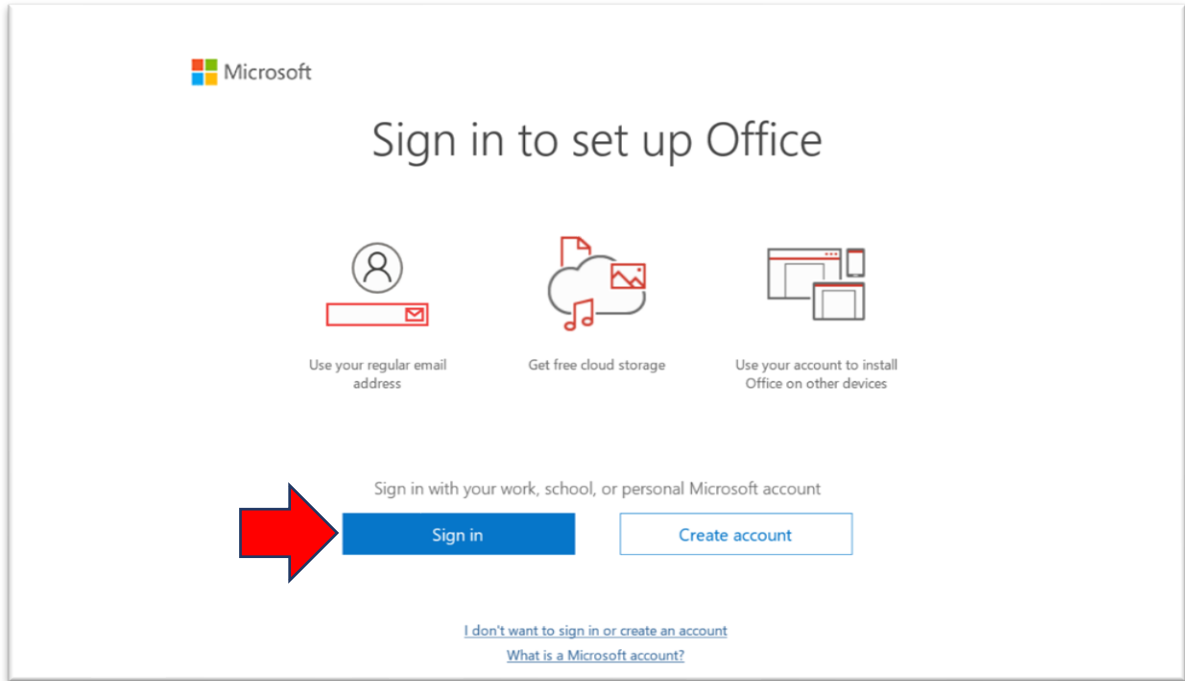 Microsoft
Sign in to set up Office
Use your regular email
address
Get free cloud storage
Use your account to install
Office on other devices
Sign in with your work, school, or personal Microsoft account
Sign in
Create account
I don't want to sign in or create an account
What is a Microsoft account?